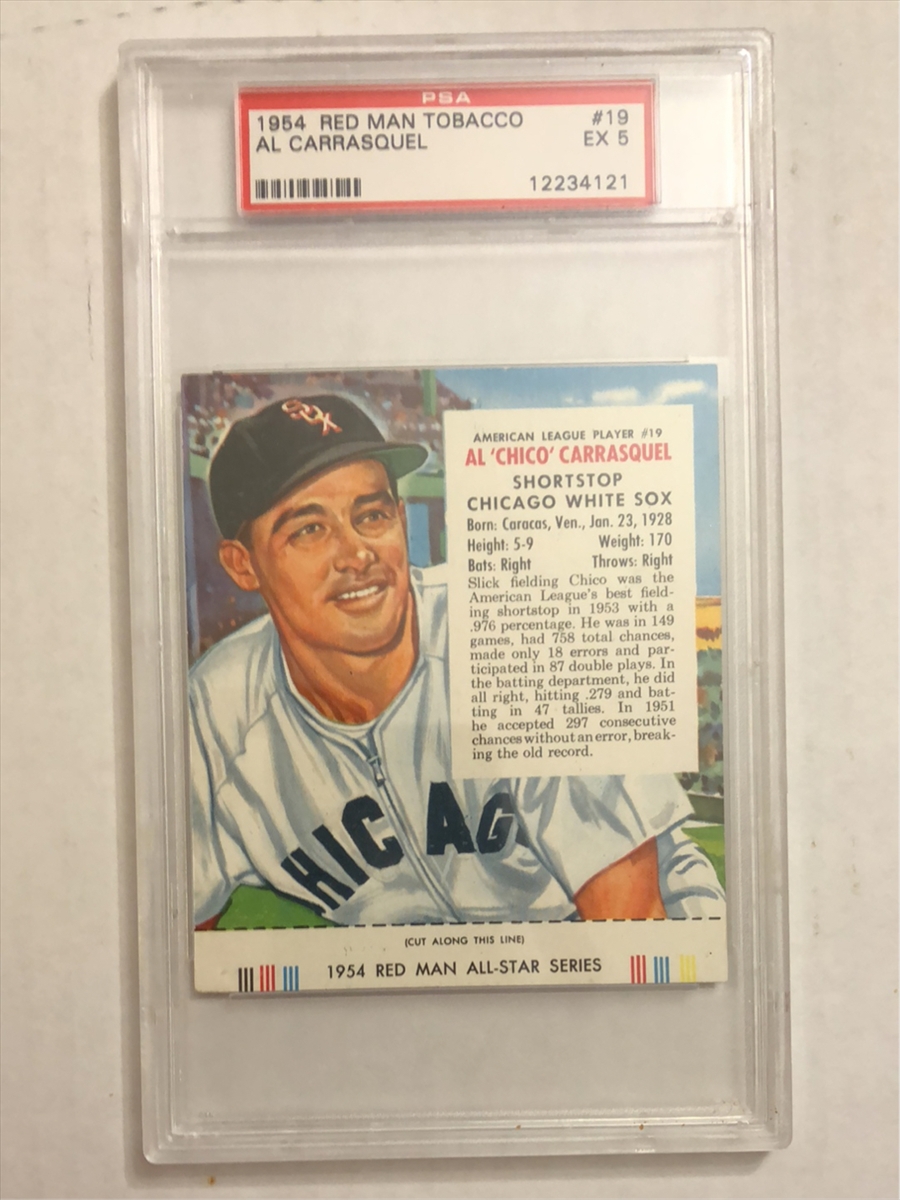 PSA
1954 RED MAN TOBACCO #19
AL CARRASQUEL EX 5
12234121
SOX
AMERICAN LEAGUE PLAYER #19
AL 'CHICO' CARRASQUEL
SHORTSTOP
CHICAGO WHITE SOX
Born: Caracas, Ven., Jan. 23, 1928
Height: 5-9 Weight: 170
Bats: Right Throws: Right
Slick fielding Chico was the
American League's best field-
ing shortstop in 1953 with a
.976 percentage. He was in 149
games, had 758 total chances,
made only 18 errors and par-
ticipated in 87 double plays. In
the batting department, he did
all right, hitting .279 and bat-
ting in 47 tallies. In 1951
he accepted 297 consecutive
chances without an error, break-
ing the old record.
HICAG
(CUT ALONG THIS LINE)
1954 RED MAN ALL-STAR SERIES